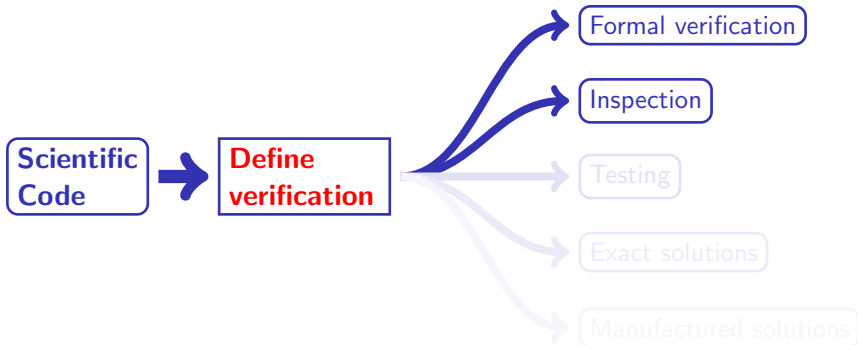 Formal verification
Inspection
Scientific
Code
Define
verification
Testing
Exact solutions
Manufactured solutions